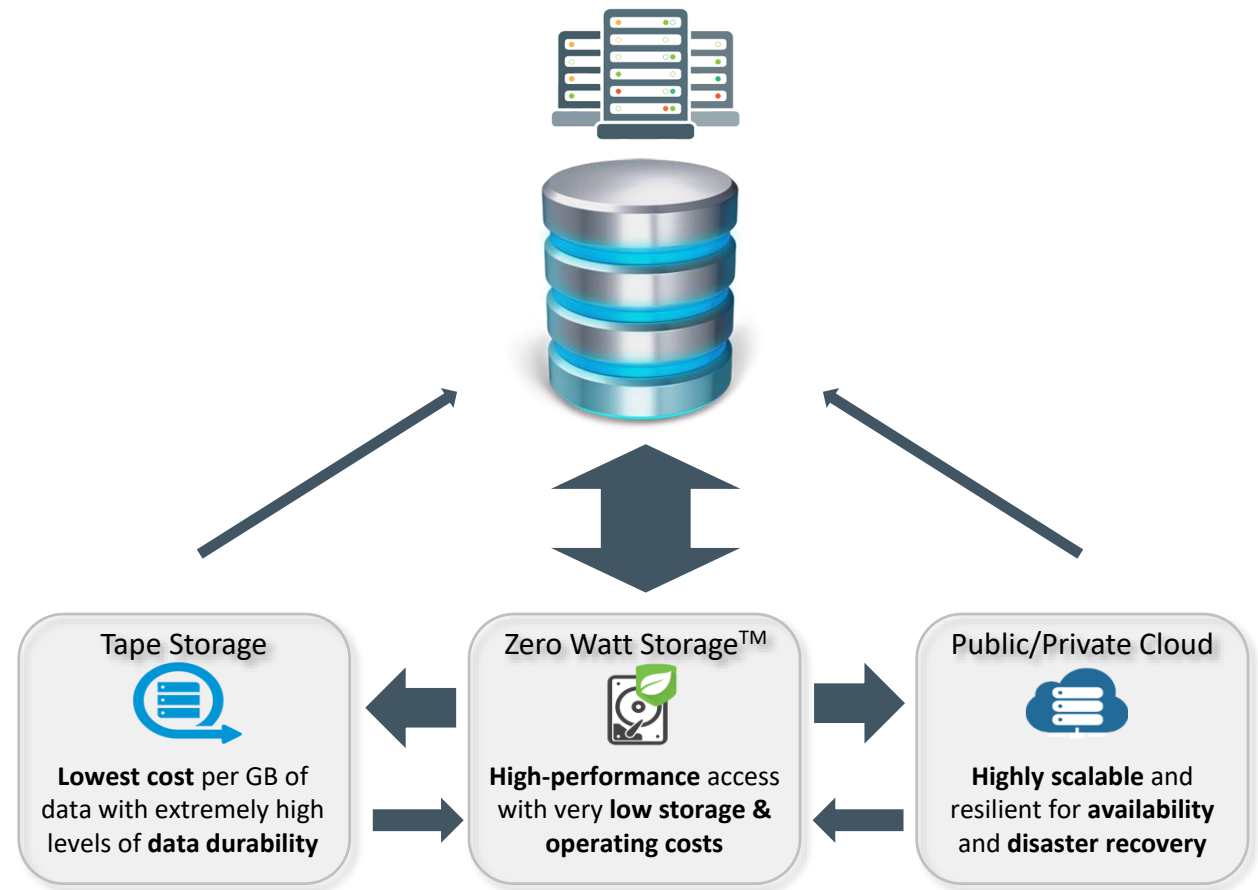 Tape Storage
Lowest cost per GB of
data with extremely high
levels of data durability
Zero Watt Storage™
High-performance access
with very low storage &
operating costs
Public/Private Cloud
Highly scalable and
resilient for availability
and disaster recovery